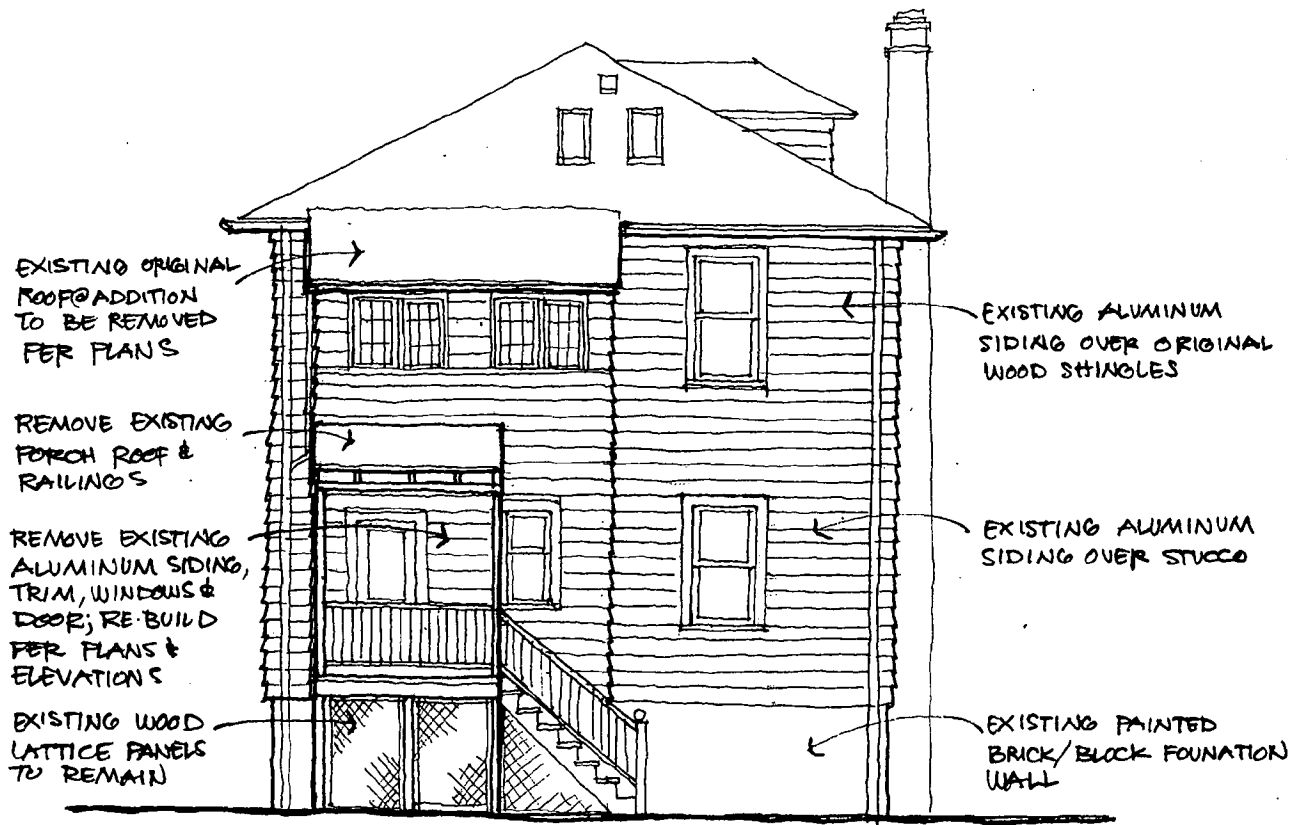 EXISTING ORIGINAL
ROOF@ADDITION
TO BE REMOVED
PER PLANS
REMOVE EXISTING
PORCH ROOF &
RAILINGS
REMOVE EXISTING
ALUMINUM SIDING,
TRIM, WINDOWS &
DOOR; RE-BUILD
PER PLANS &
ELEVATIONS
EXISTING WOOD
LATTICE PANELS
TO REMAIN
EXISTING ALUMINUM
SIDING OVER ORIGINAL
WOOD SHINGLES
EXISTING ALUMINUM
SIDING OVER STUCCO
EXISTING PAINTED
BRICK/BLOCK FOUNATION
WALL